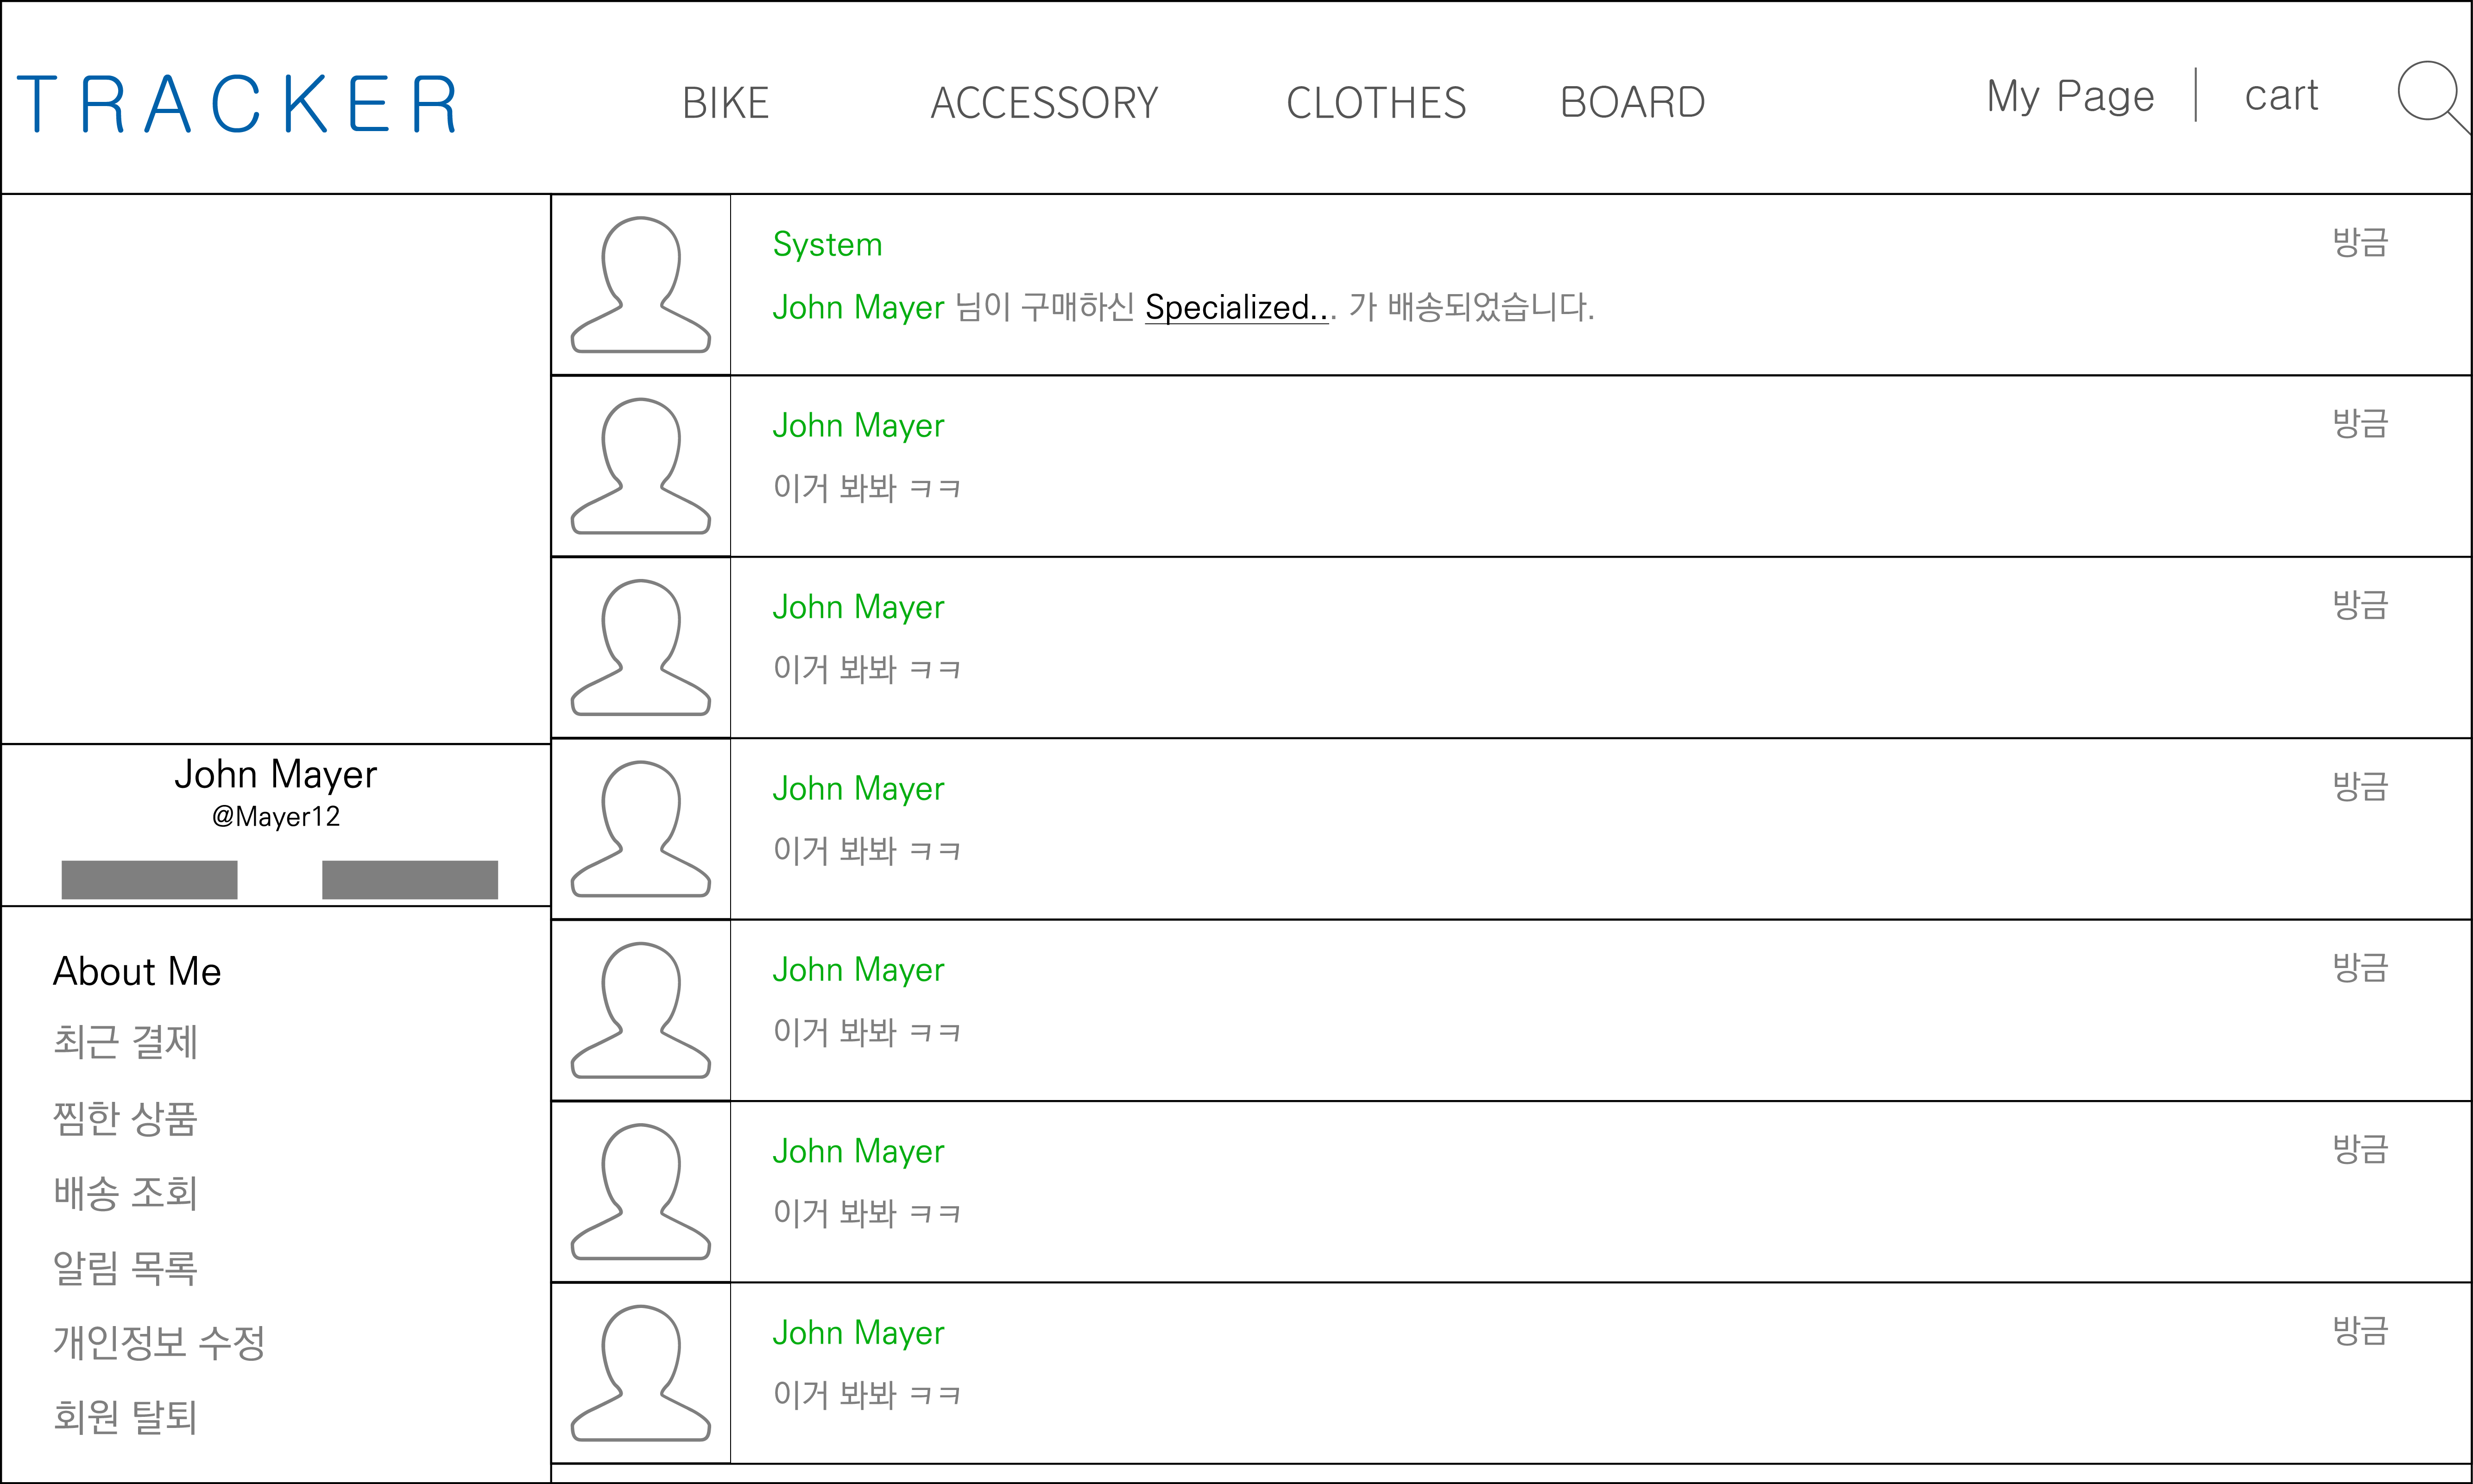 TRACKER BIKE ACCESSORY CLOTHES BOARD My Page cart
John Mayer
@Mayer12
About Me
최근 결제
찜한 상품
배송 조회
알림 목록
개인정보 수정
회원 탈퇴
System 방금
John Mayer 님이 구매하신 Specialized... 가 배송되었습니다.
John Mayer 방금
이거 봐봐 ㅋㅋ
John Mayer 방금
이거 봐봐 ㅋㅋ
John Mayer 방금
이거 봐봐 ㅋㅋ
John Mayer 방금
이거 봐봐 ㅋㅋ
John Mayer 방금
이거 봐봐 ㅋㅋ
John Mayer 방금
이거 봐봐 ㅋㅋ